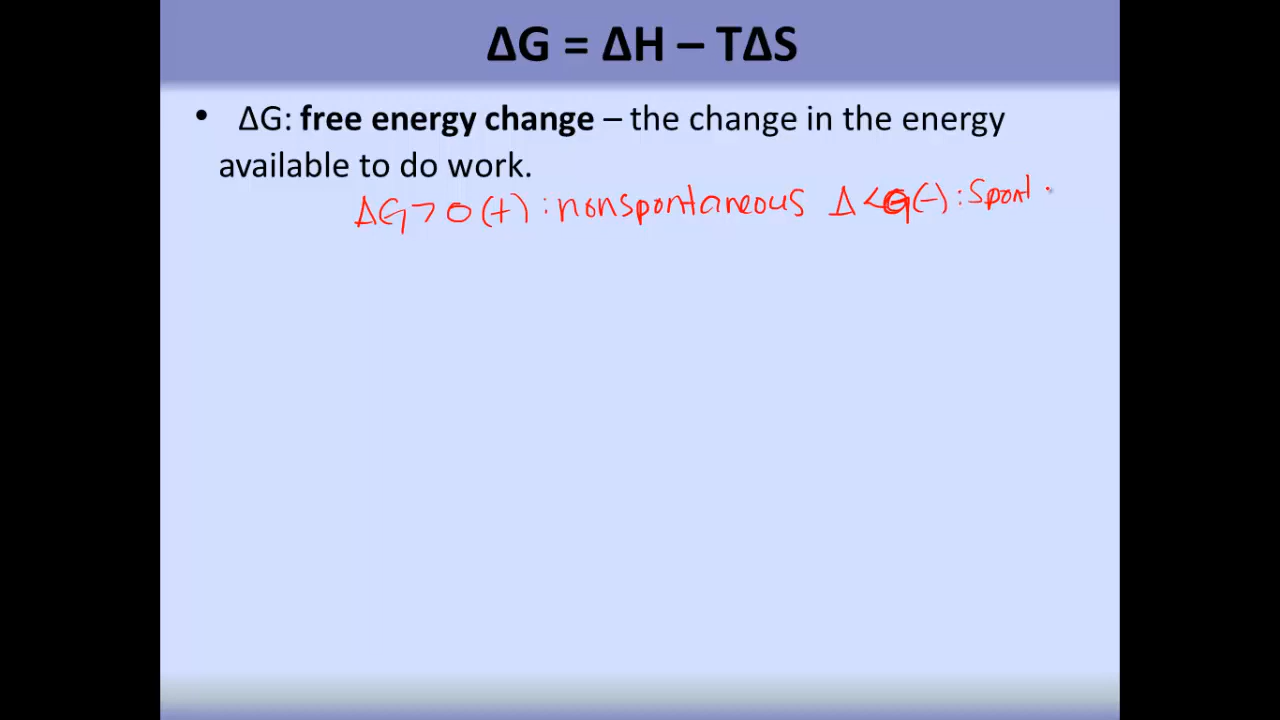 ΔG = ΔH – TΔS
• ΔG: free energy change – the change in the energy
available to do work.
ΔG > 0 (+) : nonspontaneous Δ < G (-) : Spont.